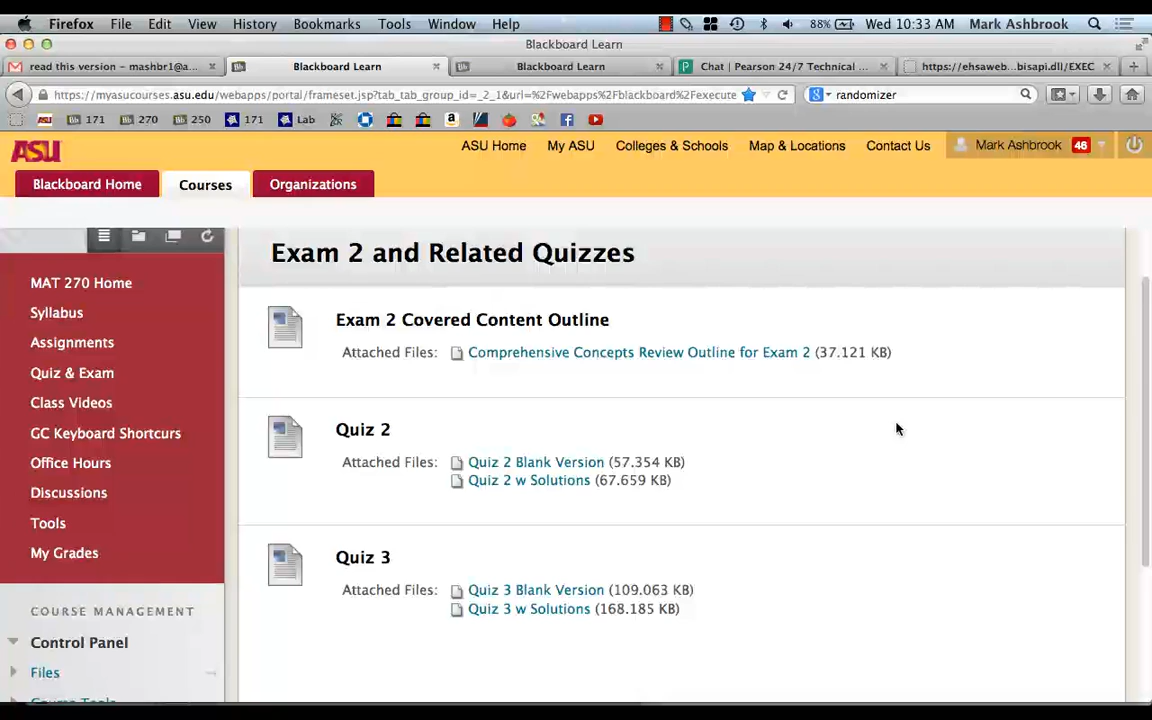 Firefox File Edit View History Bookmarks Tools Window Help 88% Wed 10:33 AM Mark Ashbrook
Blackboard Learn
read this version – mashbr1@a... Blackboard Learn Blackboard Learn Chat | Pearson 24/7 Technical ... https://ehsaweb...bisapi.dll/EXEC
https://myasucourses.asu.edu/webapps/portal/frameset.jsp?tab_tab_group_id=_2_1&url=%2Fwebapps%2Fblackboard%2Fexecute randomizer
171 270 250 171 Lab
ASU ASU Home My ASU Colleges & Schools Map & Locations Contact Us Mark Ashbrook 46
Blackboard Home Courses Organizations
Exam 2 and Related Quizzes
MAT 270 Home
Syllabus
Assignments
Quiz & Exam
Class Videos
GC Keyboard Shortcurs
Office Hours
Discussions
Tools
My Grades
COURSE MANAGEMENT
Control Panel
Files
Course Tools
Exam 2 Covered Content Outline
Attached Files: Comprehensive Concepts Review Outline for Exam 2 (37.121 KB)
Quiz 2
Attached Files: Quiz 2 Blank Version (57.354 KB)
Quiz 2 w Solutions (67.659 KB)
Quiz 3
Attached Files: Quiz 3 Blank Version (109.063 KB)
Quiz 3 w Solutions (168.185 KB)